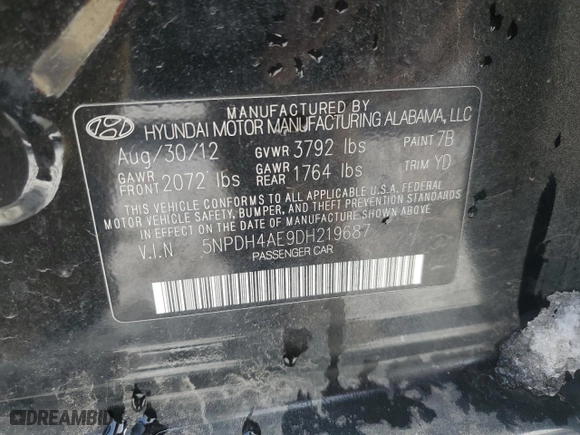 MANUFACTURED BY
HYUNDAI MOTOR MANUFACTURING ALABAMA, LLC
Aug/30/12 GVWR 3792 lbs PAINT 7B
GAWR FRONT 2072 lbs GAWR REAR 1764 lbs TRIM YD
THIS VEHICLE CONFORMS TO ALL APPLICABLE U.S.A. FEDERAL
MOTOR VEHICLE SAFETY, BUMPER, AND THEFT PREVENTION STANDARDS
IN EFFECT ON THE DATE OF MANUFACTURE SHOWN ABOVE.
V.I.N 5NPDH4AE9DH219687
PASSENGER CAR
DREAMBID